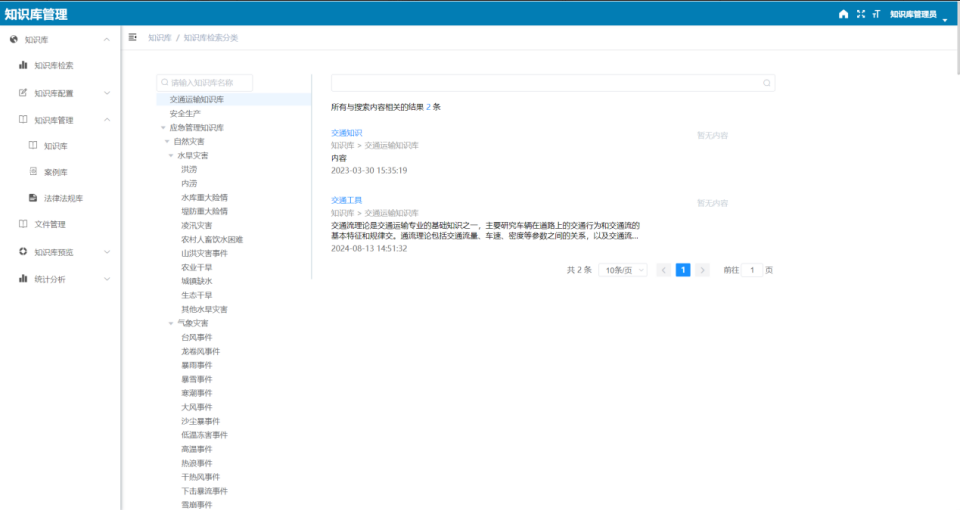 知识库管理
知识库管理员
知识库
知识库检索
知识库配置
知识库管理
知识库
案例库
法律法规库
文件管理
知识库预览
统计分析
知识库 / 知识库检索分类
请输入知识库名称
交通运输知识库
安全生产
应急管理知识库
自然灾害
水旱灾害
洪涝
内涝
水库重大险情
堤防重大险情
凌汛灾害
农村人畜饮水困难
山洪灾害事件
农业干旱
城镇缺水
生态干旱
其他水旱灾害
气象灾害
台风事件
龙卷风事件
暴雨事件
暴雪事件
寒潮事件
大风事件
沙尘暴事件
低温冻害事件
高温事件
热浪事件
干热风事件
下击暴流事件
雪崩事件
所有与搜索内容相关的结果 2 条
交通知识
暂无内容
知识库 > 交通运输知识库
内容
2023-03-30 15:35:19
交通工具
暂无内容
知识库 > 交通运输知识库
交通流理论是交通运输专业的基础知识之一，主要研究车辆在道路上的交通行为和交通流的
基本特征和规律交。通流理论包括交通流量、车速、密度等参数之间的关系，以及交通流...
2024-08-13 14:51:32
共 2 条 10条/页 1 前往 1 页